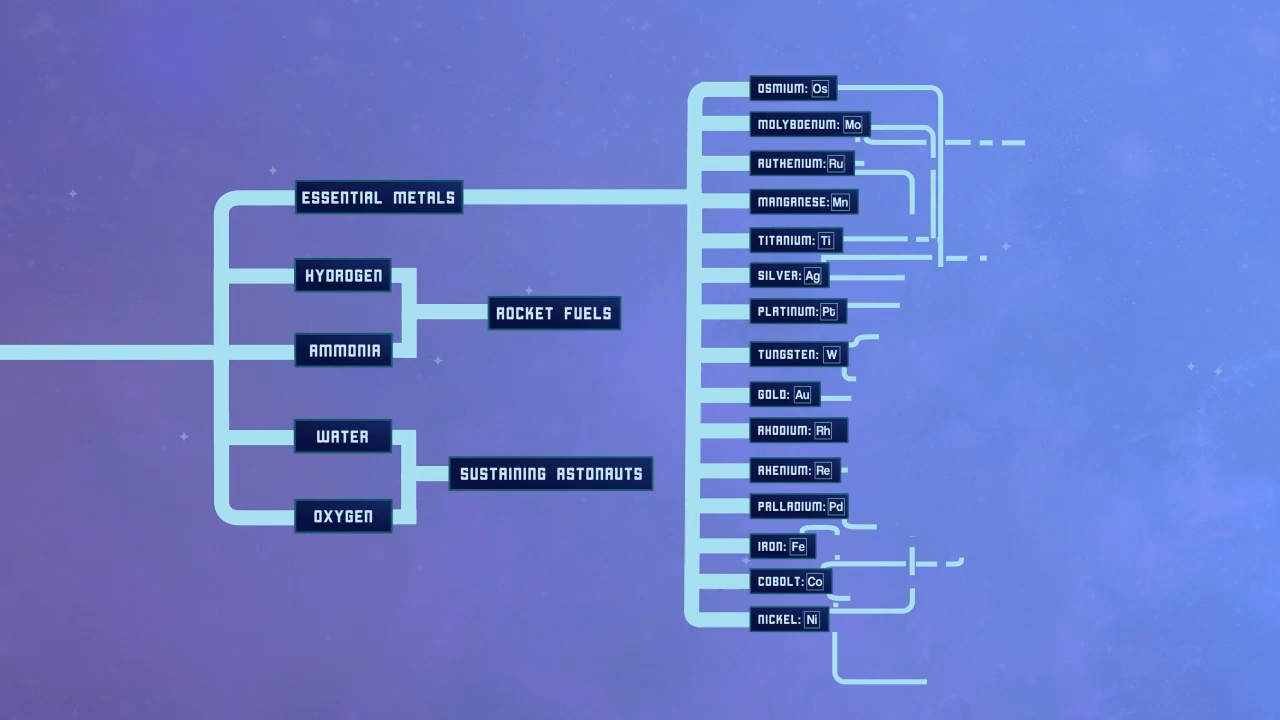 ESSENTIAL METALS
HYDROGEN
AMMONIA
ROCKET FUELS
WATER
OXYGEN
SUSTAINING ASTONAUTS
OSMIUM: Os
MOLYBDENUM: Mo
RUTHENIUM: Ru
MANGANESE: Mn
TITANIUM: Ti
SILVER: Ag
PLATINUM: Pt
TUNGSTEN: W
GOLD: Au
RHODIUM: Rh
RHENIUM: Re
PALLADIUM: Pd
IRON: Fe
COBOLT: Co
NICKEL: Ni